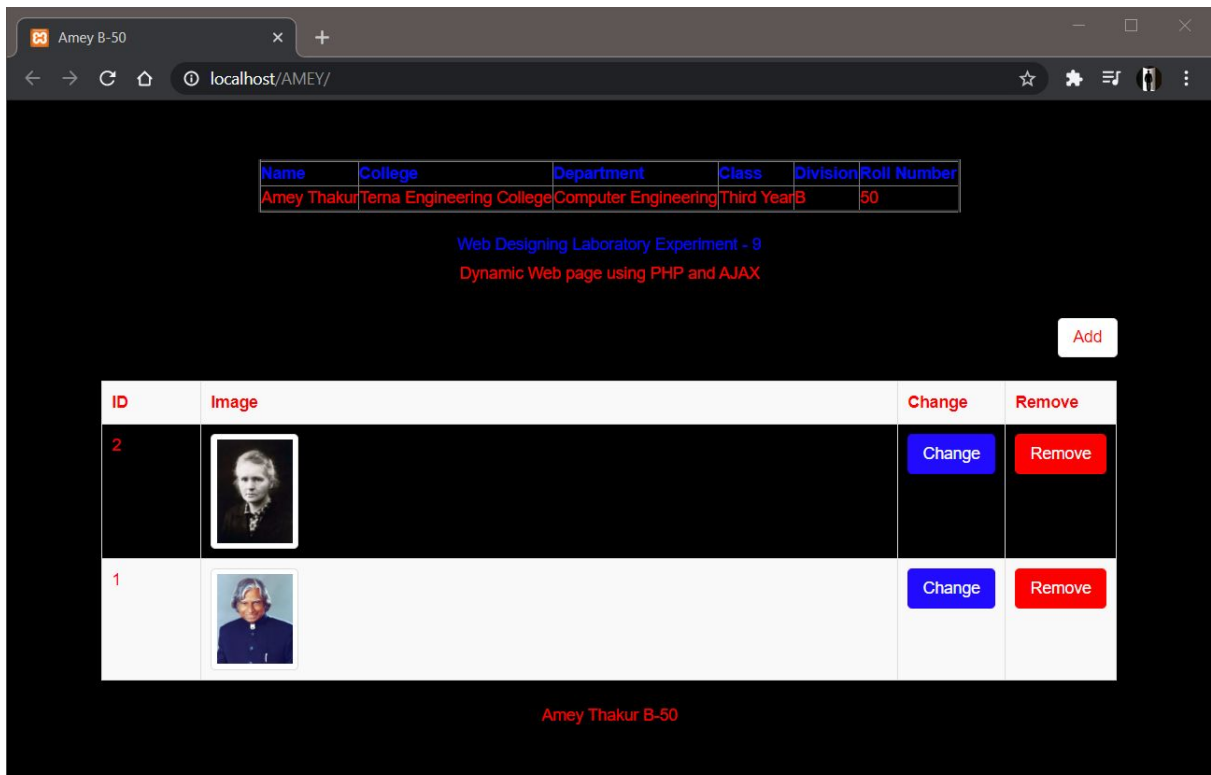 Amey B-50
localhost/AMEY/
Name College Department Class Division Roll Number
Amey Thakur Terna Engineering College Computer Engineering Third Year B 50
Web Designing Laboratory Experiment - 9
Dynamic Web page using PHP and AJAX
Add
ID Image Change Remove
2 Change Remove
1 Change Remove
Amey Thakur B-50